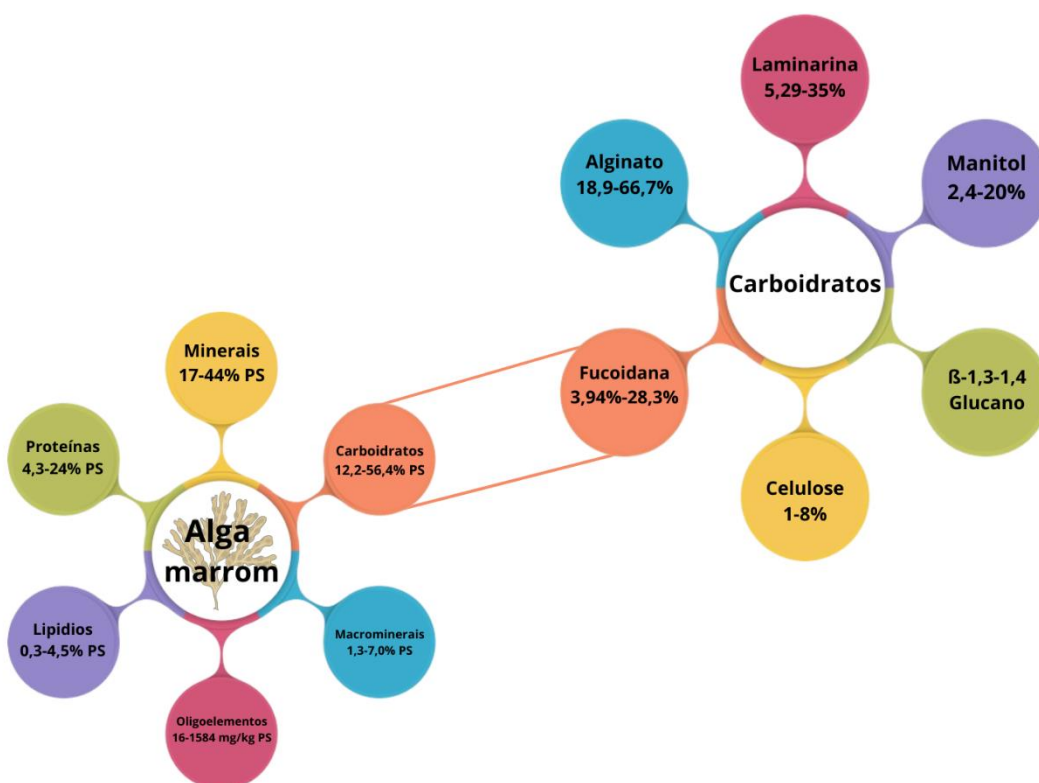 Laminarina
5,29-35%
Alginato
18,9-66,7%
Manitol
2,4-20%
Carboidratos
Fucoidana
3,94%-28,3%
ß-1,3-1,4
Glucano
Celulose
1-8%
Minerais
17-44% PS
Proteínas
4,3-24% PS
Carboidratos
12,2-56,4% PS
Alga
marrom
Lipidios
0,3-4,5% PS
Macrominerais
1,3-7,0% PS
Oligoelementos
16-1584 mg/kg PS